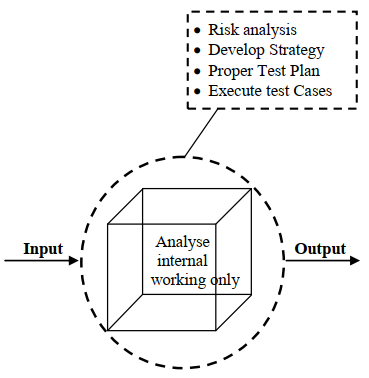 • Risk analysis
• Develop Strategy
• Proper Test Plan
• Execute test Cases
Input
Analyse
internal
working only
Output